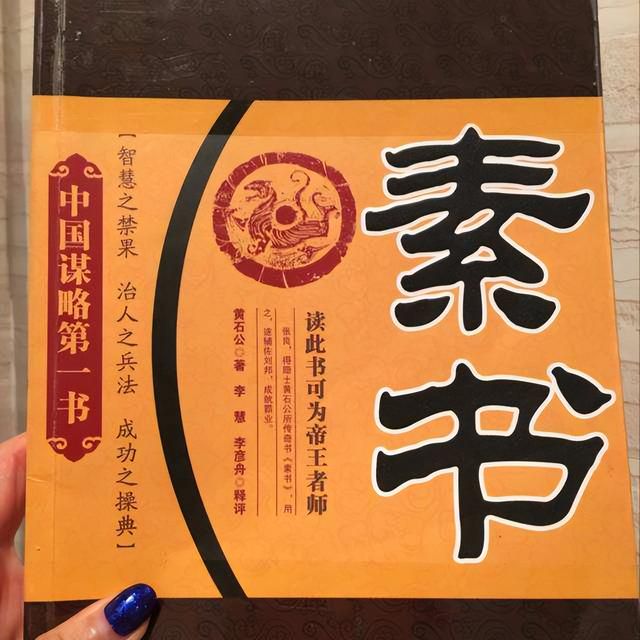 素书
读此书可为帝王者师
张良，得隐士黄石公所传奇书《素书》，用
之，遂辅佐刘邦，成就霸业。
黄石公◎著 李慧 李彦舟◎释评
【智慧之禁果 治人之兵法 成功之操典】
中国谋略第一书